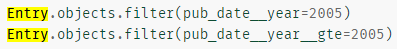 Entry.objects.filter(pub_date__year=2005)
Entry.objects.filter(pub_date__year__gte=2005)